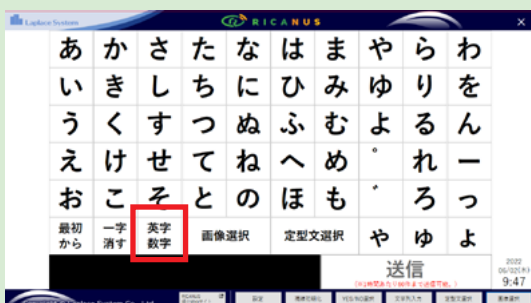 Laplace System
RICANUS
あ か さ た な は ま や ら わ
い き し ち に ひ み ゆ り を
う く す つ ぬ ふ む よ る ん
え け せ て ね へ め ゜ れ ー
お こ そ と の ほ も ゛ ろ っ
最初から 一字消す 英字数字 画像選択 定型文選択 ゃ ゅ ょ
送信
2022
9:47